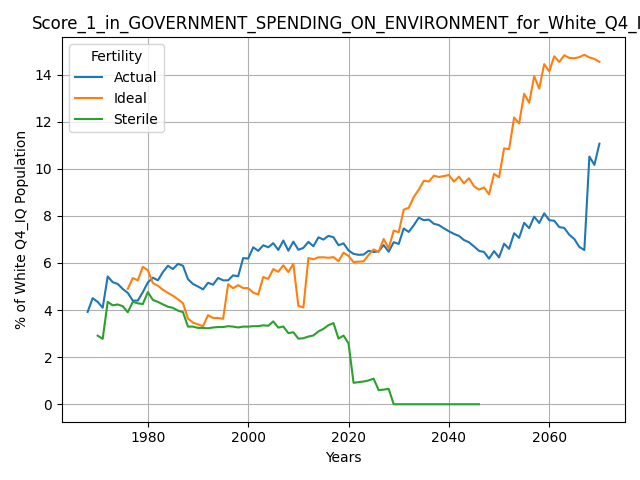 Score_1_in_GOVERNMENT_SPENDING_ON_ENVIRONMENT_for_White_Q4_I
Fertility
Actual
Ideal
Sterile
% of White Q4_IQ Population
14
12
10
8
6
4
2
0
1980 2000 2020 2040 2060
Years